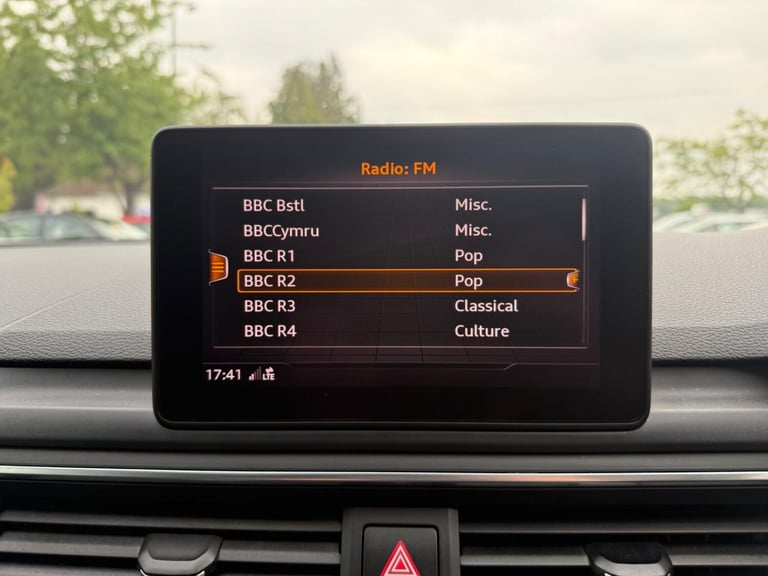 Radio: FM
BBC Bstl Misc.
BBCCymru Misc.
BBC R1 Pop
BBC R2 Pop
BBC R3 Classical
BBC R4 Culture
17:41 LTE